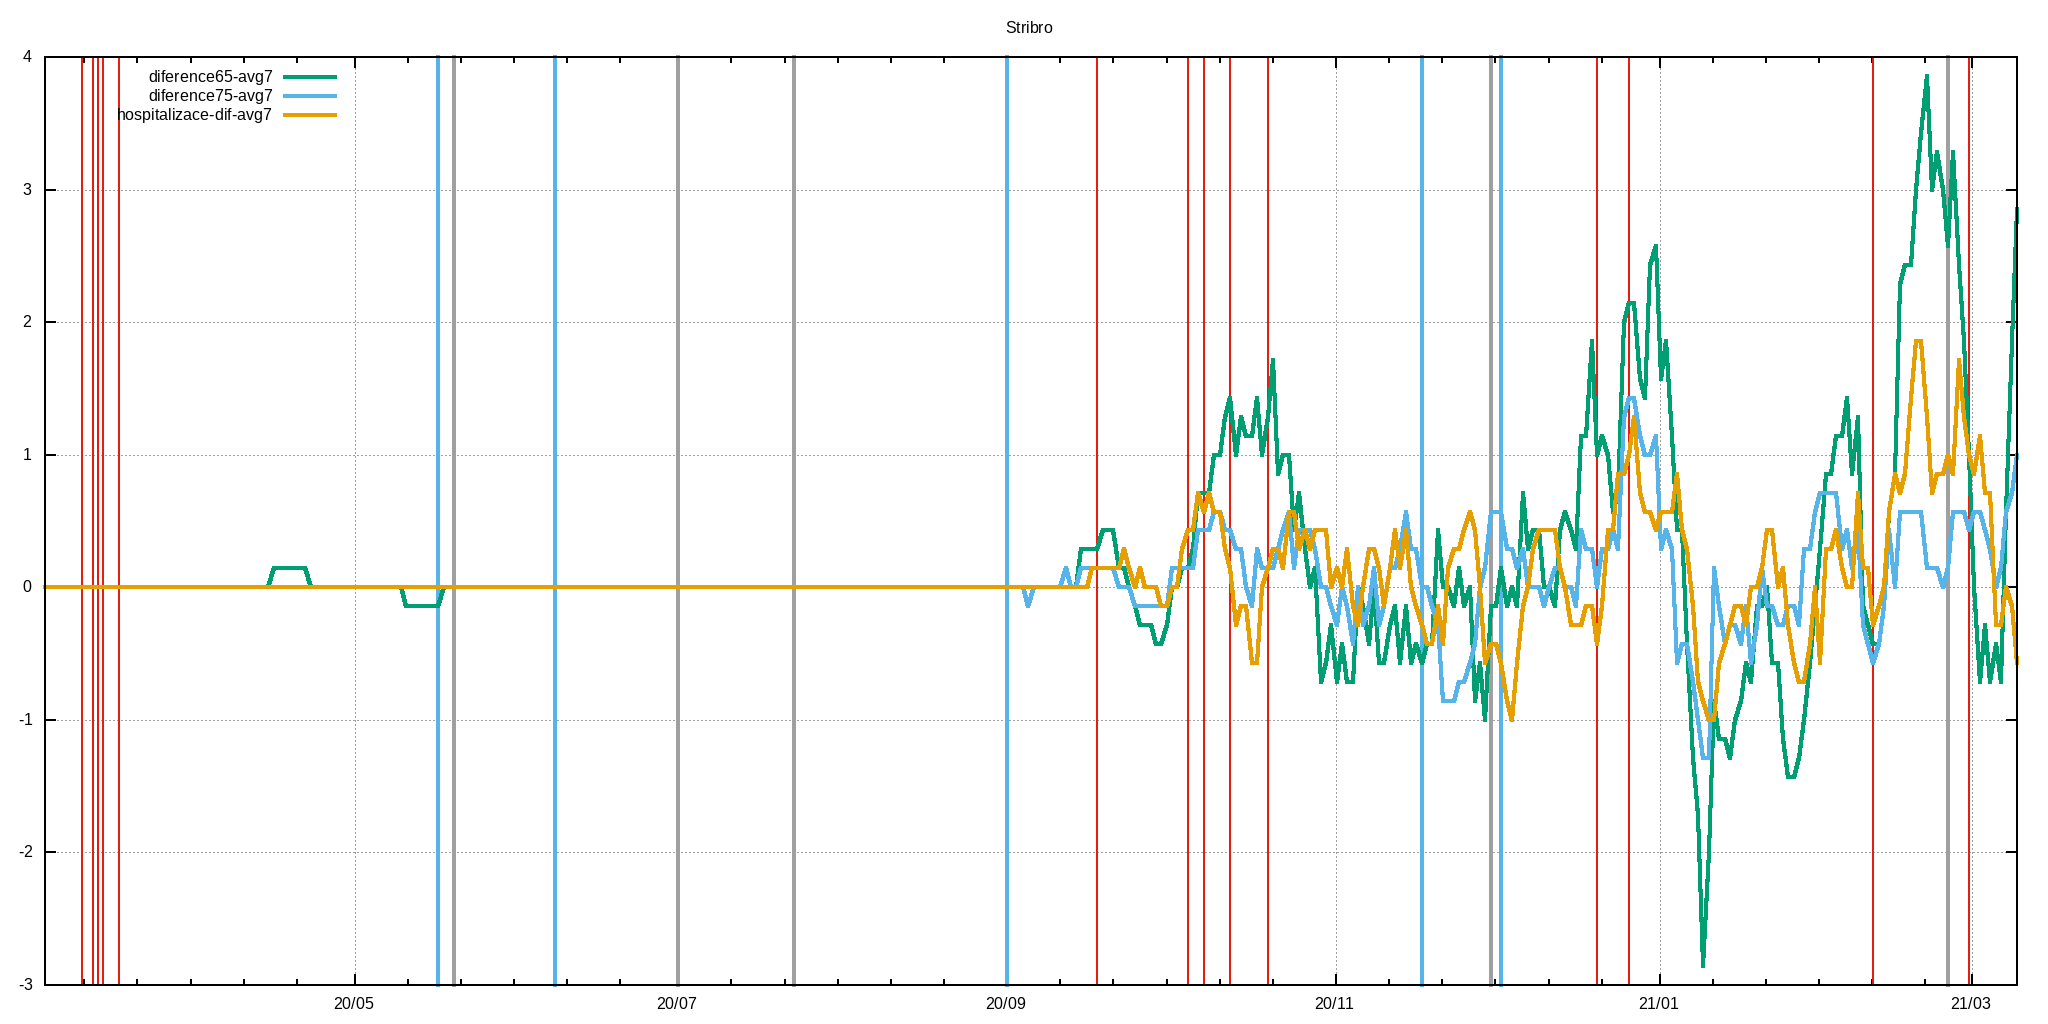 Stribro
diference65-avg7
diference75-avg7
hospitalizace-dif-avg7
4
3
2
1
0
-1
-2
-3
20/05 20/07 20/09 20/11 21/01 21/03